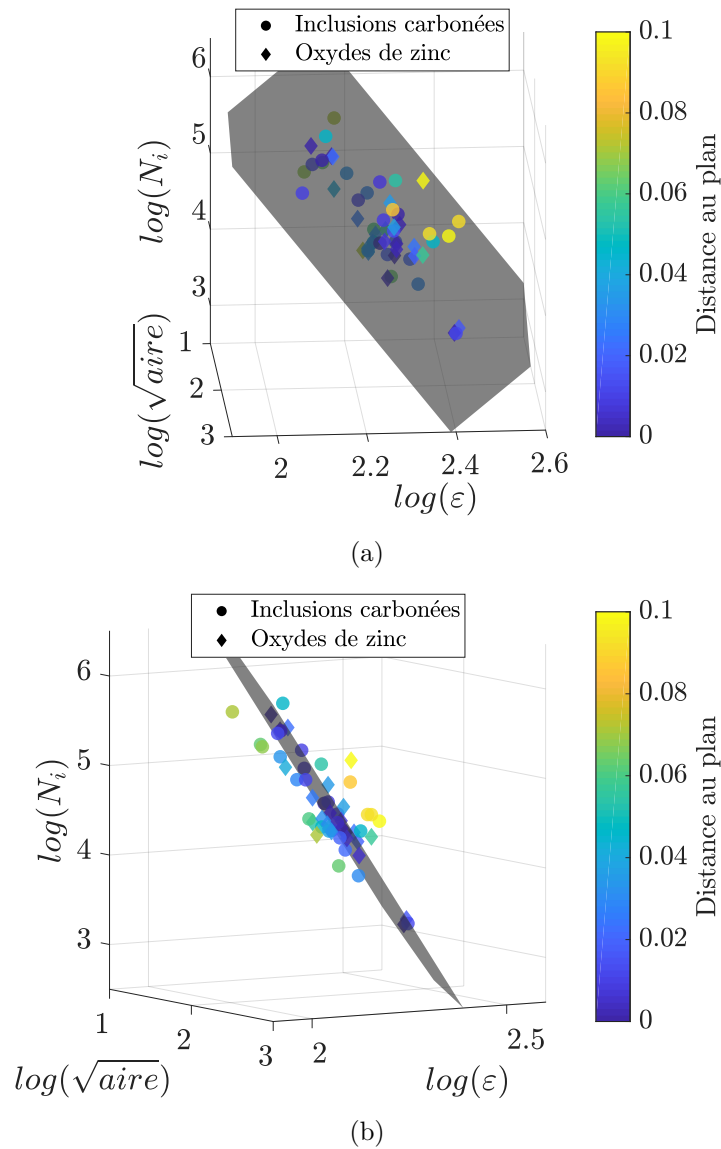 Inclusions carbonées
Oxydes de zinc
6
5
4
3
1
2
3
2
2.2
2.4
2.6
log(N_i)
log(√aire)
log(ε)
0.1
0.08
0.06
0.04
0.02
0
Distance au plan
(a)
Inclusions carbonées
Oxydes de zinc
6
5
4
3
1
2
3
2
2.5
log(N_i)
log(√aire)
log(ε)
0.1
0.08
0.06
0.04
0.02
0
Distance au plan
(b)